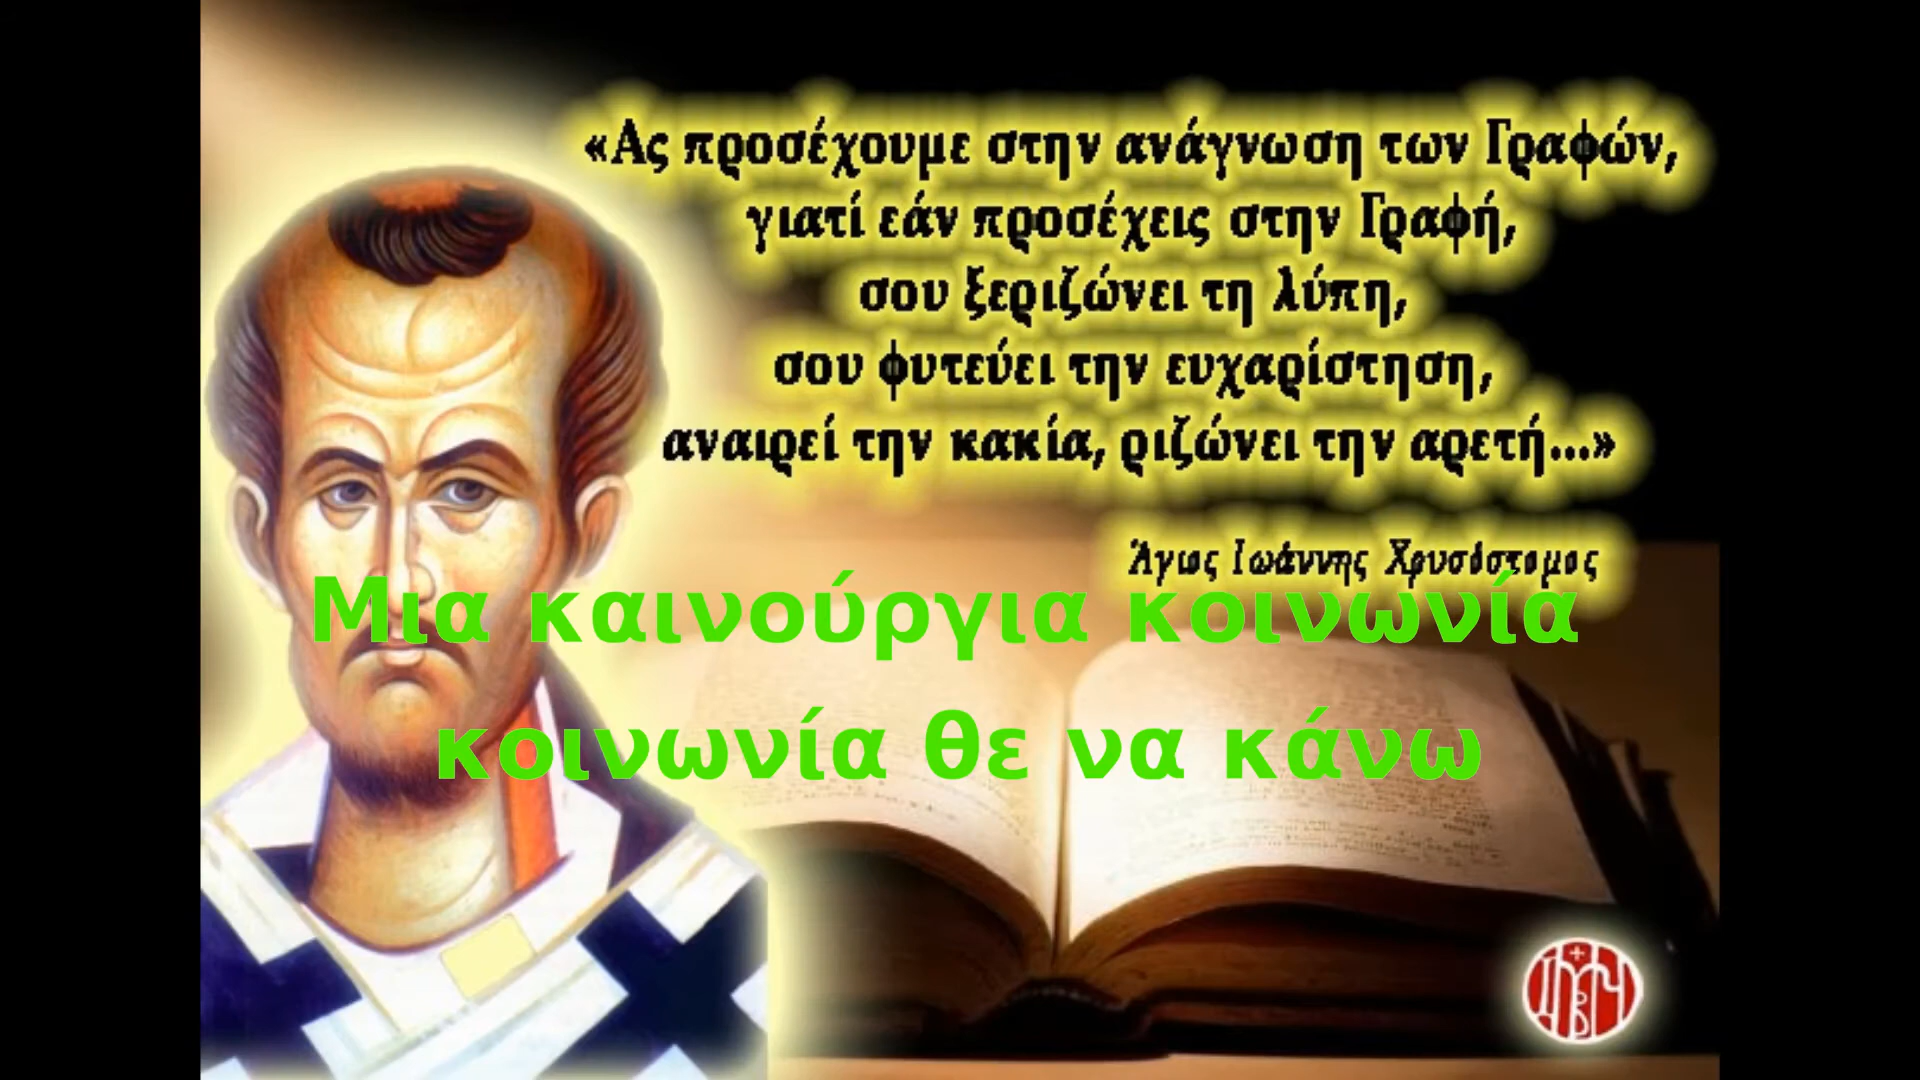 «Ας προσέχουμε στην ανάγνωση των Γραφών,
γιατί εάν προσέχεις στην Γραφή,
σου ξεριζώνει τη λύπη,
σου φυτεύει την ευχαρίστηση,
αναιρεί την κακία, ριζώνει την αρετή...»
Άγιος Ιωάννης Χρυσόστομος
Μια καινούργια κοινωνία
κοινωνία θε να κάνω